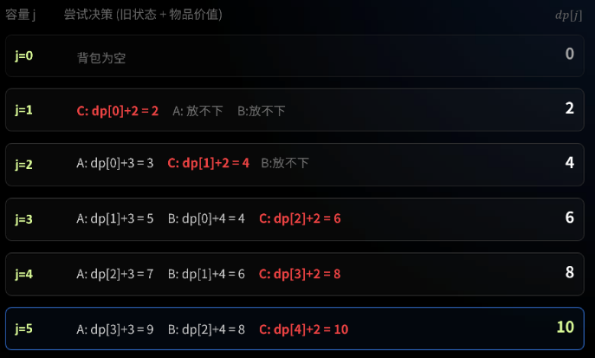 容量 j 尝试决策 (旧状态 + 物品价值) dp[j]
j=0 背包为空 0
j=1 C: dp[0]+2 = 2 A: 放不下 B:放不下 2
j=2 A: dp[0]+3 = 3 C: dp[1]+2 = 4 B:放不下 4
j=3 A: dp[1]+3 = 5 B: dp[0]+4 = 4 C: dp[2]+2 = 6 6
j=4 A: dp[2]+3 = 7 B: dp[1]+4 = 6 C: dp[3]+2 = 8 8
j=5 A: dp[3]+3 = 9 B: dp[2]+4 = 8 C: dp[4]+2 = 10 10